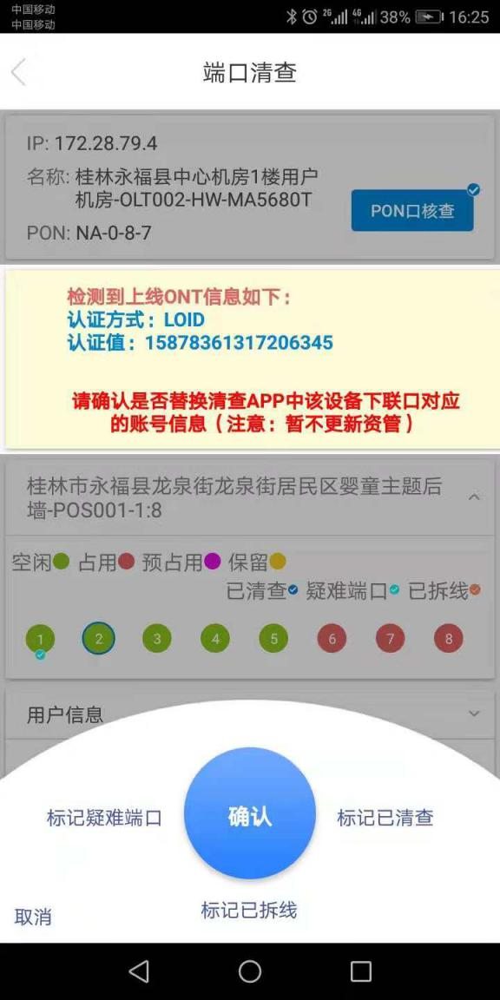 中国移动
中国移动
2G 4G 38% 16:25
端口清查
IP: 172.28.79.4
名称: 桂林永福县中心机房1楼用户
机房-OLT002-HW-MA5680T
PON口核查
PON: NA-0-8-7
检测到上线ONT信息如下：
认证方式：LOID
认证值：15878361317206345
请确认是否替换清查APP中该设备下联口对应
的账号信息（注意：暂不更新资管）
桂林市永福县龙泉街龙泉街居民区婴童主题后
墙-POS001-1:8
空闲 占用 预占用 保留
已清查 疑难端口 已拆线
1 2 3 4 5 6 7 8
用户信息
标记疑难端口 确认 标记已清查
标记已拆线
取消